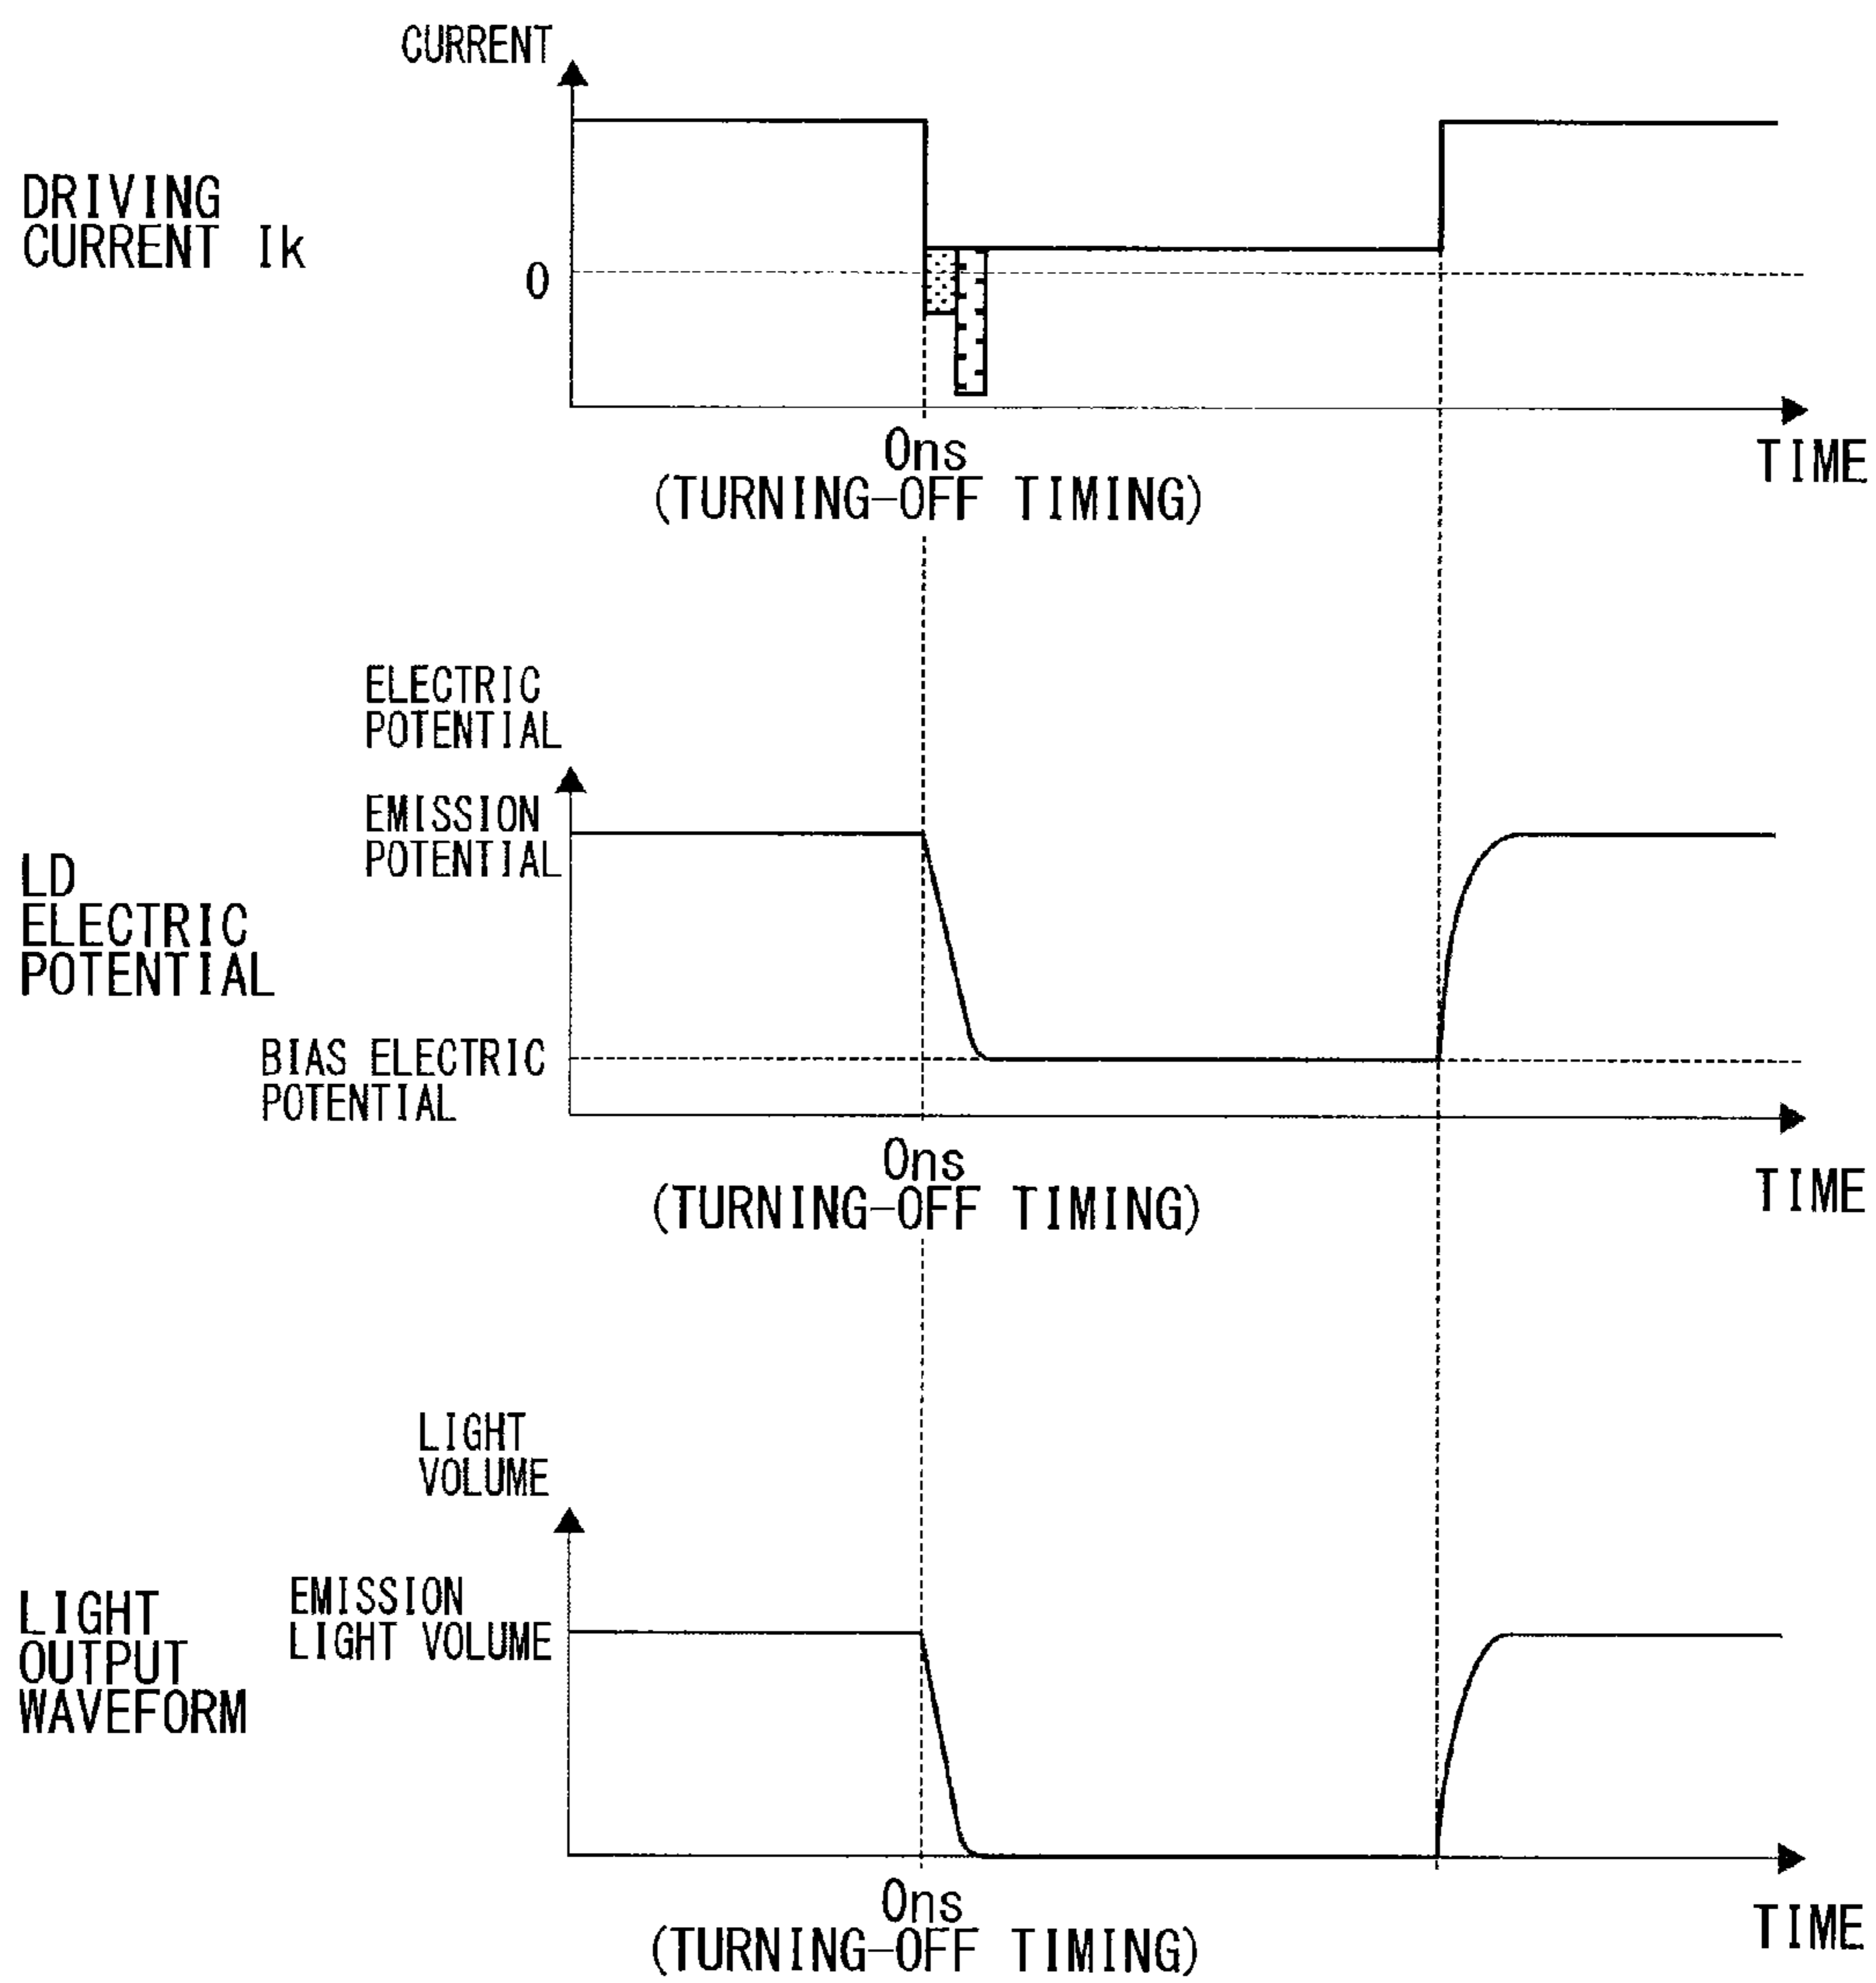 CURRENT
DRIVING
CURRENT Ik
0
0ns
(TURNING-OFF TIMING)
TIME
ELECTRIC
POTENTIAL
EMISSION
POTENTIAL
LD
ELECTRIC
POTENTIAL
BIAS ELECTRIC
POTENTIAL
0ns
(TURNING-OFF TIMING)
TIME
LIGHT
VOLUME
EMISSION
LIGHT VOLUME
LIGHT
OUTPUT
WAVEFORM
0ns
(TURNING-OFF TIMING)
TIME